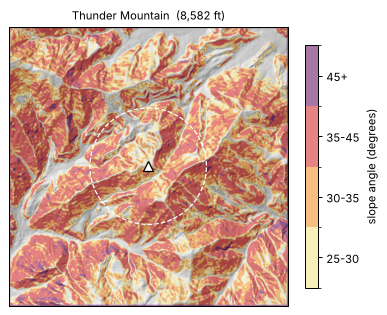 Thunder Mountain  (8,582 ft)
45+
35-45
30-35
25-30
slope angle (degrees)